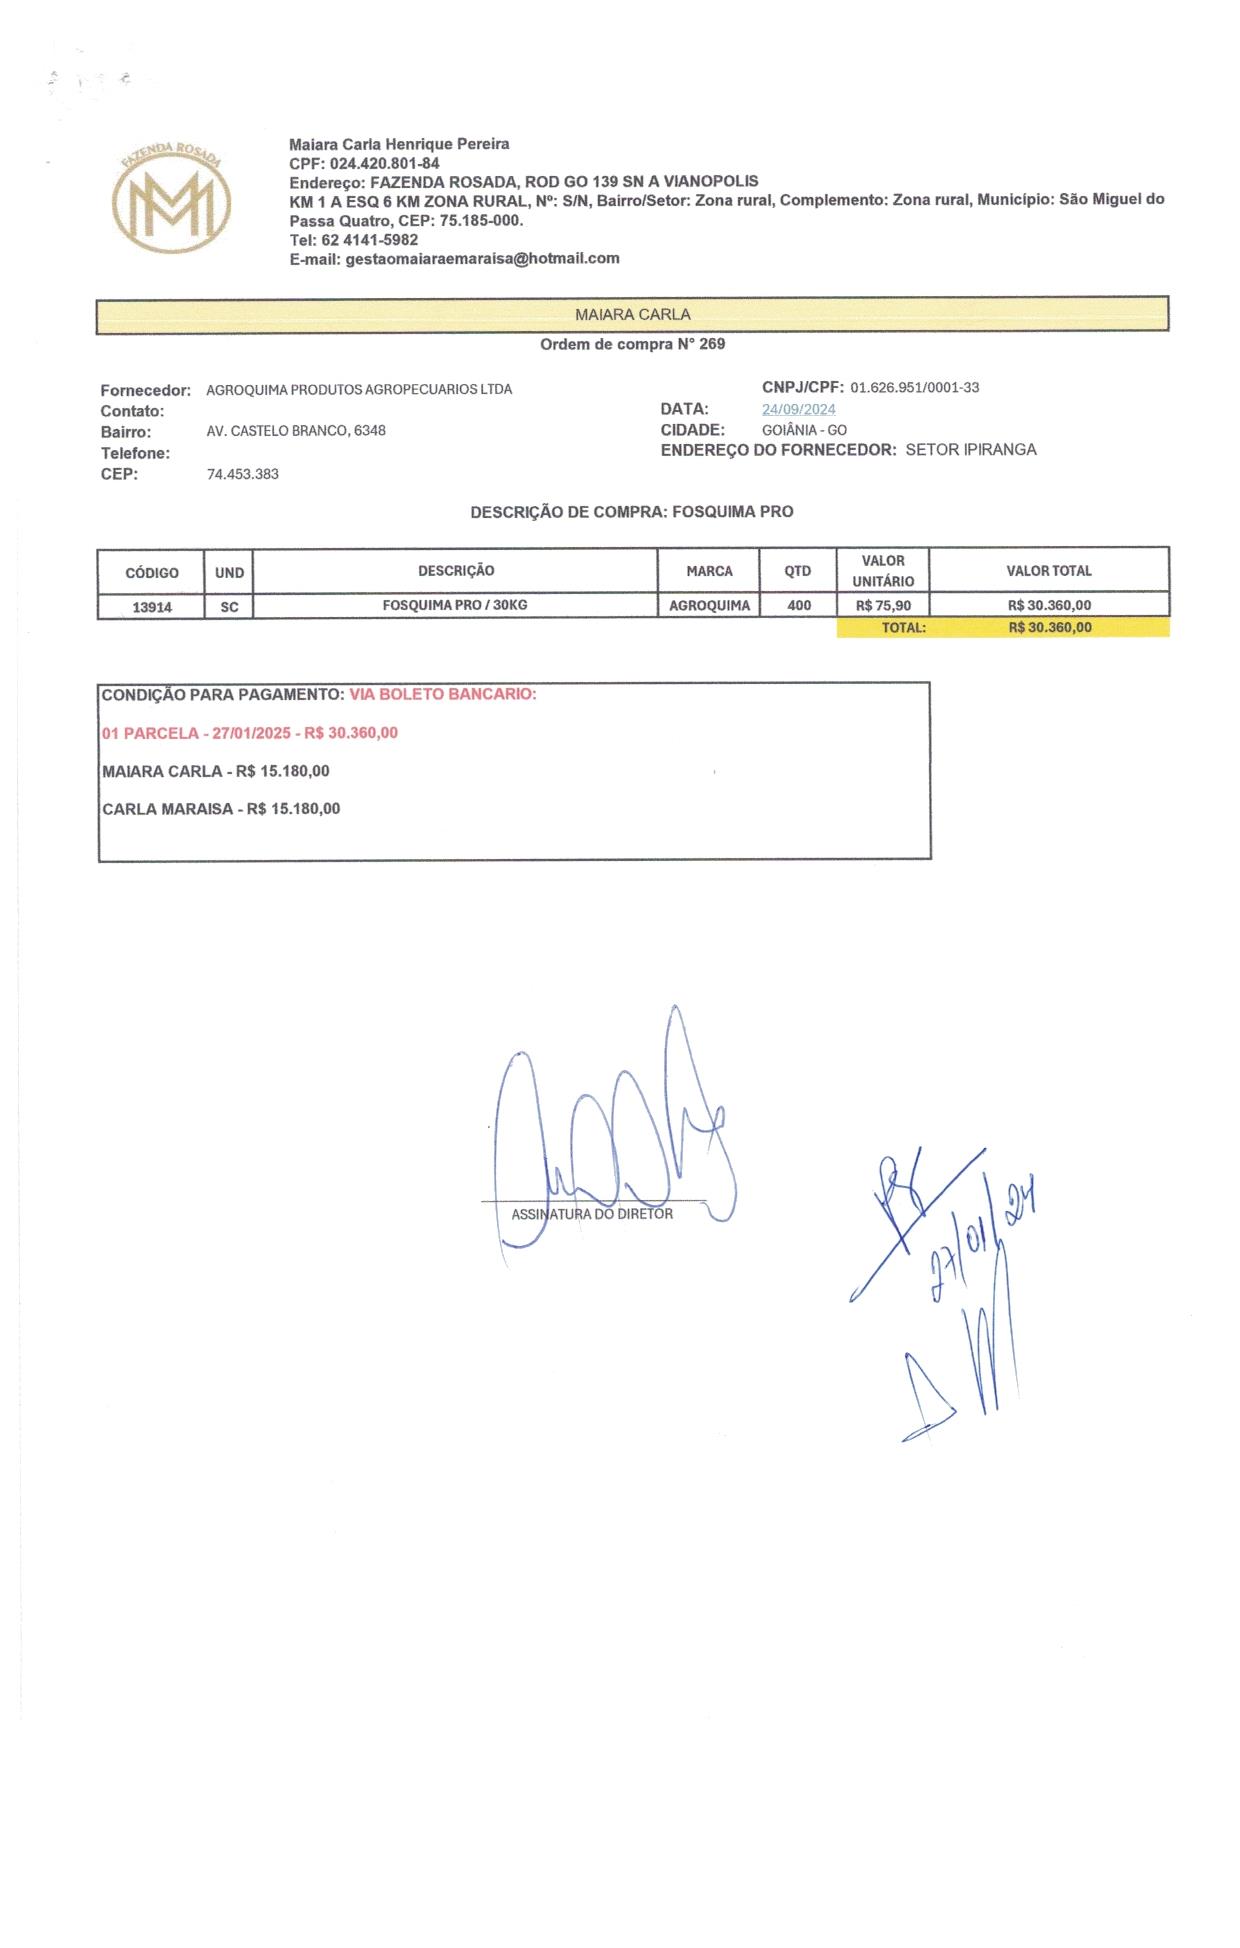 FAZENDA ROSADA
MM
Maiara Carla Henrique Pereira
CPF: 024.420.801-84
Endereço: FAZENDA ROSADA, ROD GO 139 SN A VIANOPOLIS
KM 1 A ESQ 6 KM ZONA RURAL, Nº: S/N, Bairro/Setor: Zona rural, Complemento: Zona rural, Município: São Miguel do
Passa Quatro, CEP: 75.185-000.
Tel: 62 4141-5982
E-mail: gestaomaiaraemaraisa@hotmail.com
MAIARA CARLA
Ordem de compra N° 269
Fornecedor: AGROQUIMA PRODUTOS AGROPECUARIOS LTDA CNPJ/CPF: 01.626.951/0001-33
Contato: DATA: 24/09/2024
Bairro: AV. CASTELO BRANCO, 6348 CIDADE: GOIÂNIA - GO
Telefone: ENDEREÇO DO FORNECEDOR: SETOR IPIRANGA
CEP: 74.453.383
DESCRIÇÃO DE COMPRA: FOSQUIMA PRO
CÓDIGO UND DESCRIÇÃO MARCA QTD VALOR UNITÁRIO VALOR TOTAL
13914 SC FOSQUIMA PRO / 30KG AGROQUIMA 400 R$ 75,90 R$ 30.360,00
TOTAL: R$ 30.360,00
CONDIÇÃO PARA PAGAMENTO: VIA BOLETO BANCARIO:
01 PARCELA - 27/01/2025 - R$ 30.360,00
MAIARA CARLA - R$ 15.180,00
CARLA MARAISA - R$ 15.180,00
ASSINATURA DO DIRETOR
27/01/24